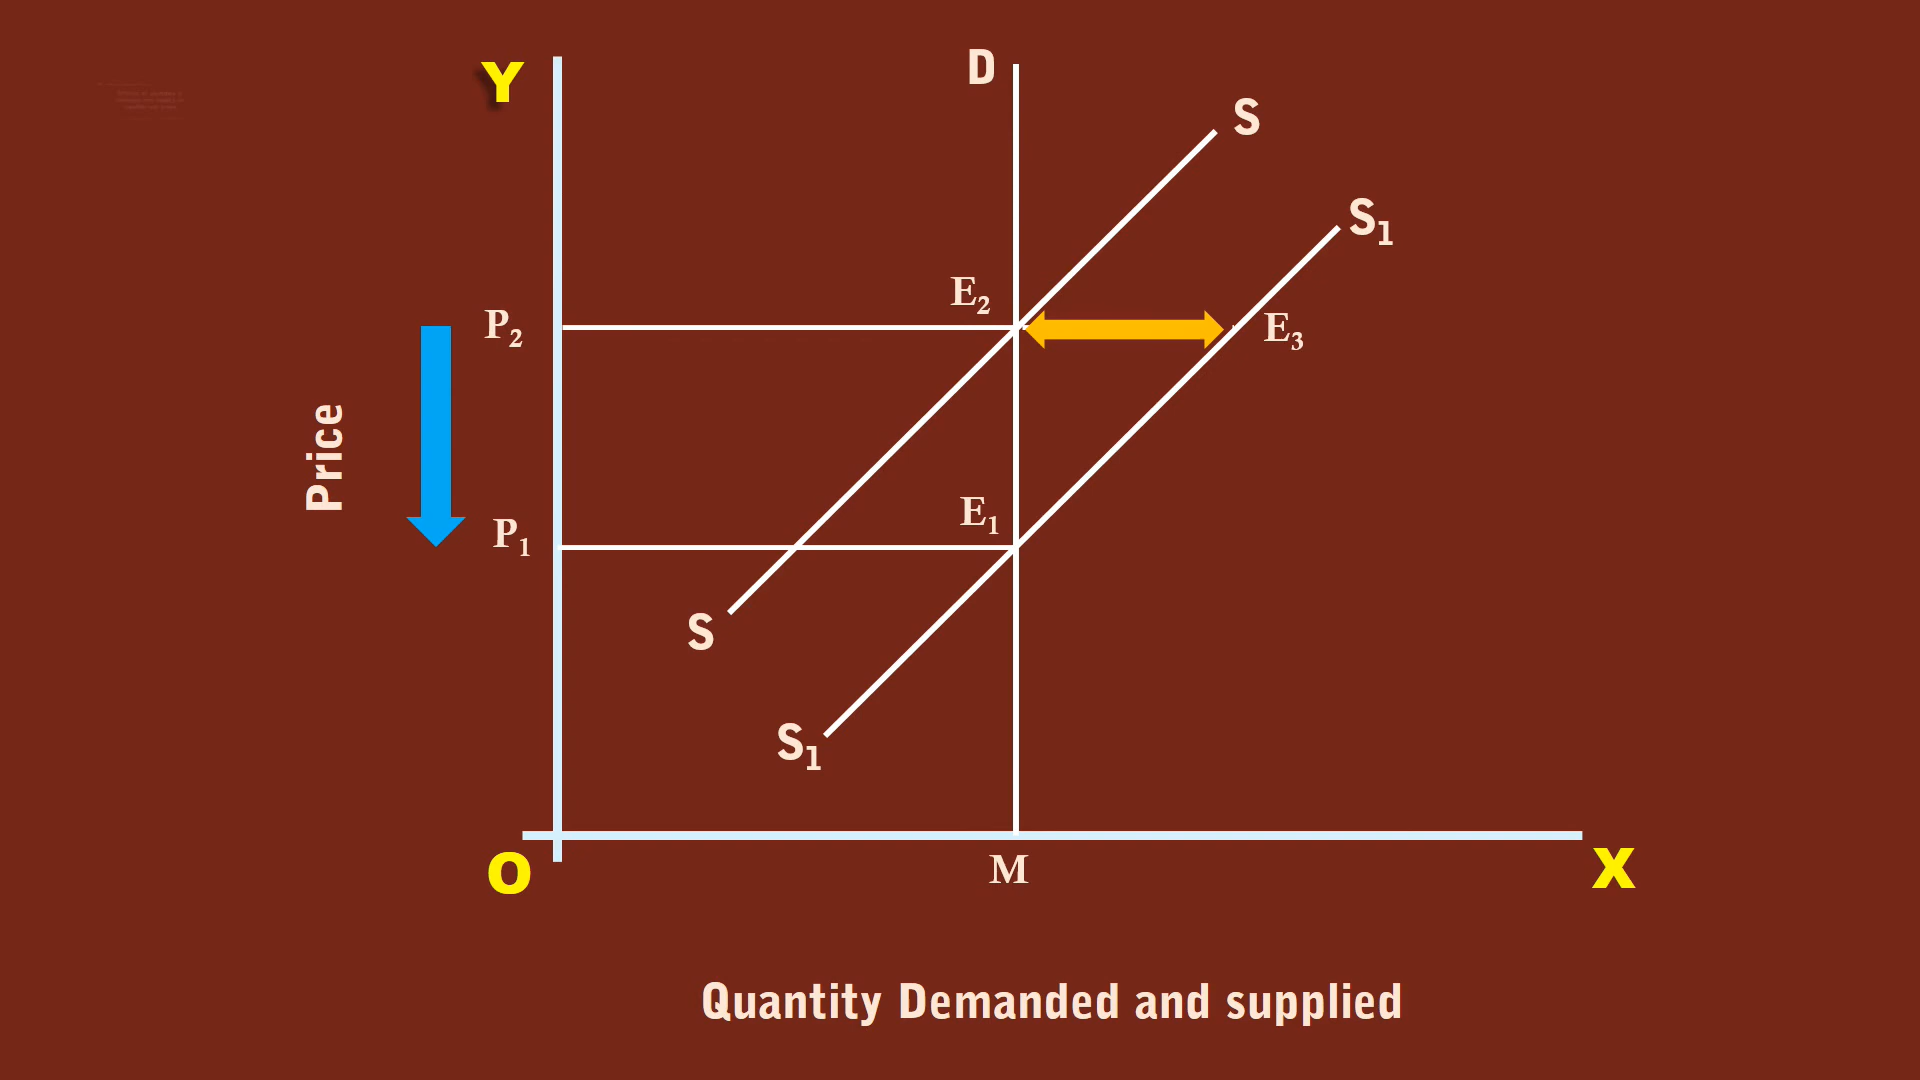 Y
D
S
S₁
E₂
P₂
E₃
Price
E₁
P₁
S
S₁
O
M
X
Quantity Demanded and supplied